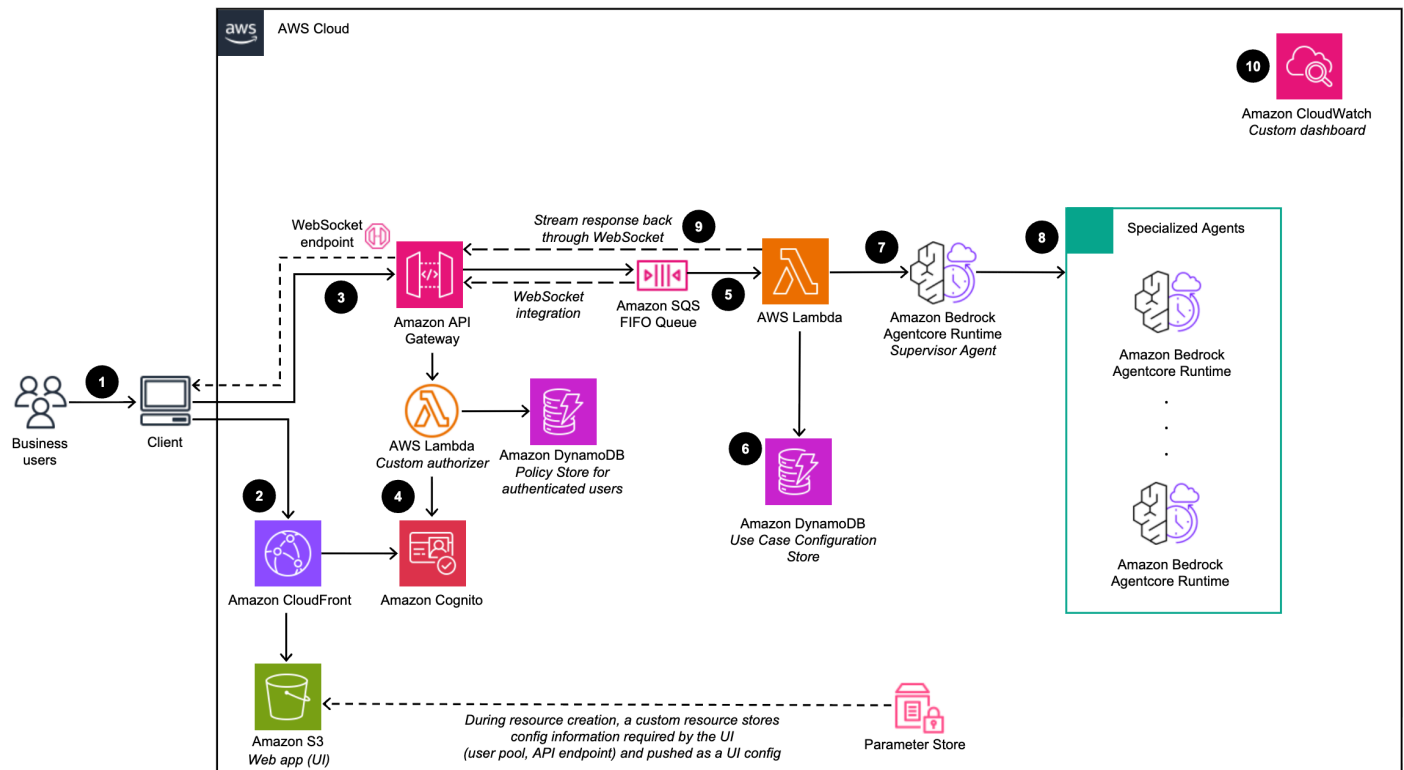 aws
AWS Cloud
10
Amazon CloudWatch
Custom dashboard
WebSocket
endpoint
Stream response back
through WebSocket
9
7
8
Specialized Agents
3
Amazon API
Gateway
WebSocket
integration
Amazon SQS
FIFO Queue
5
AWS Lambda
Amazon Bedrock
Agentcore Runtime
Supervisor Agent
Amazon Bedrock
Agentcore Runtime
.
.
.
Amazon Bedrock
Agentcore Runtime
1
Business
users
Client
AWS Lambda
Custom authorizer
Amazon DynamoDB
Policy Store for
authenticated users
6
Amazon DynamoDB
Use Case Configuration
Store
2
4
Amazon CloudFront
Amazon Cognito
Amazon S3
Web app (UI)
During resource creation, a custom resource stores
config information required by the UI
(user pool, API endpoint) and pushed as a UI config
Parameter Store